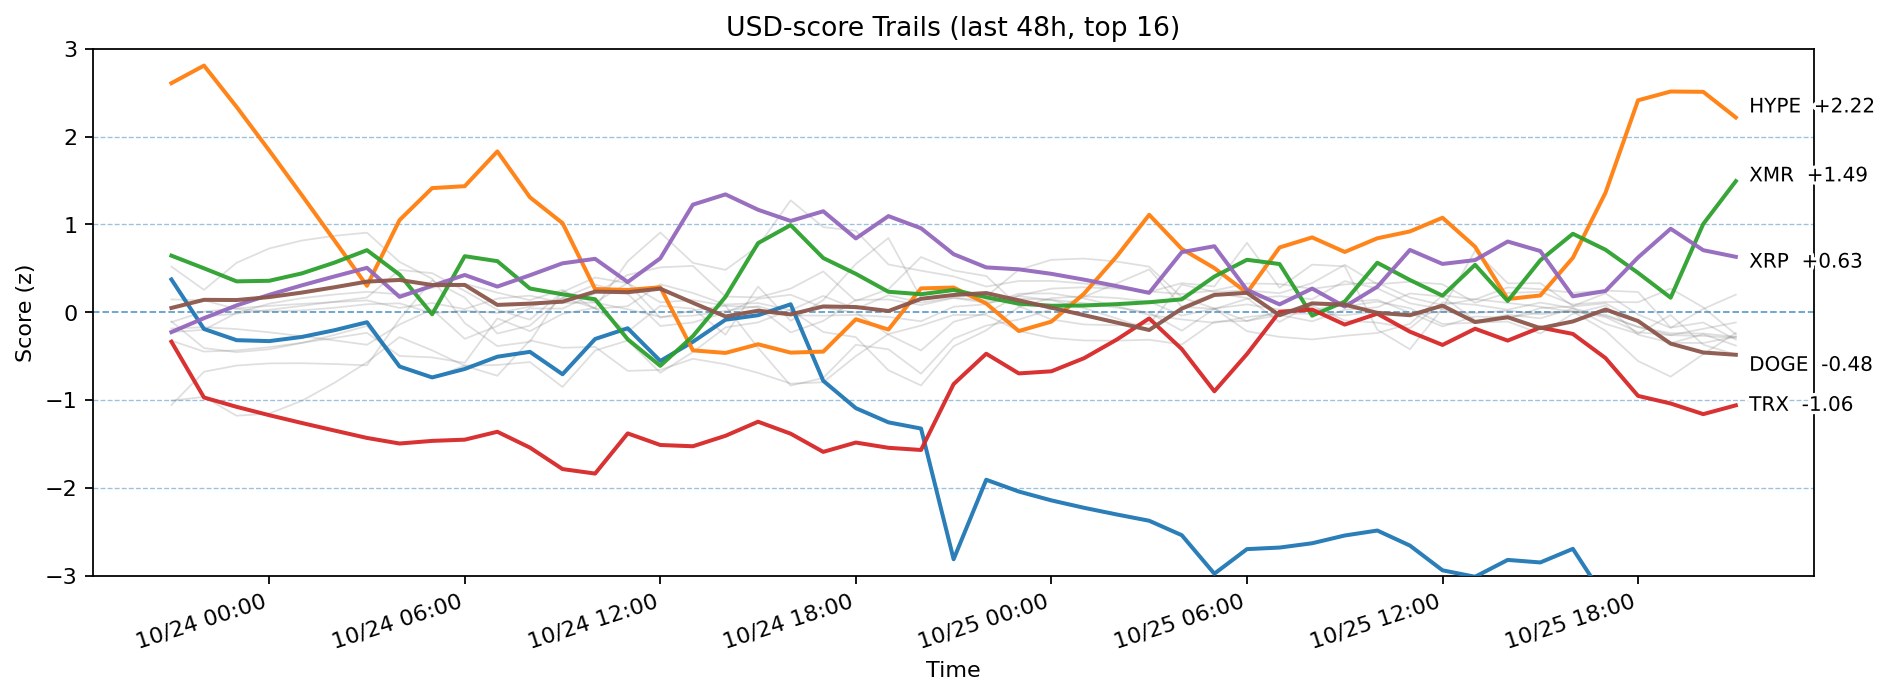 USD-score Trails (last 48h, top 16)
Score (z)
3
2
1
0
−1
−2
−3
HYPE +2.22
XMR +1.49
XRP +0.63
DOGE -0.48
TRX -1.06
10/24 00:00
10/24 06:00
10/24 12:00
10/24 18:00
10/25 00:00
10/25 06:00
10/25 12:00
10/25 18:00
Time